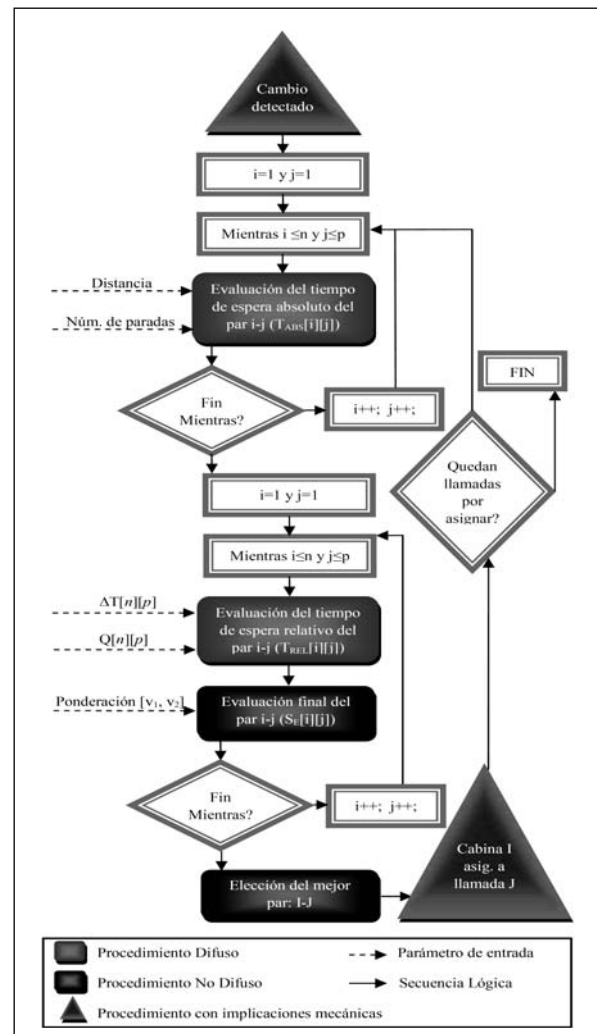 Cambio
detectado
i=1 y j=1
Mientras i ≤n y j≤p
Distancia
Núm. de paradas
Evaluación del tiempo
de espera absoluto del
par i-j (TABS[i][j])
Fin
Mientras?
i++; j++;
FIN
Quedan
llamadas
por
asignar?
i=1 y j=1
Mientras i≤n y j≤p
ΔT[n][p]
Q[n][p]
Evaluación del tiempo
de espera relativo del
par i-j (TREL[i][j])
Ponderación [v1, v2]
Evaluación final del
par i-j (SE[i][j])
Fin
Mientras?
i++; j++;
Cabina I
asig. a
llamada J
Elección del mejor
par: I-J
Procedimiento Difuso
Parámetro de entrada
Procedimiento No Difuso
Secuencia Lógica
Procedimiento con implicaciones mecánicas